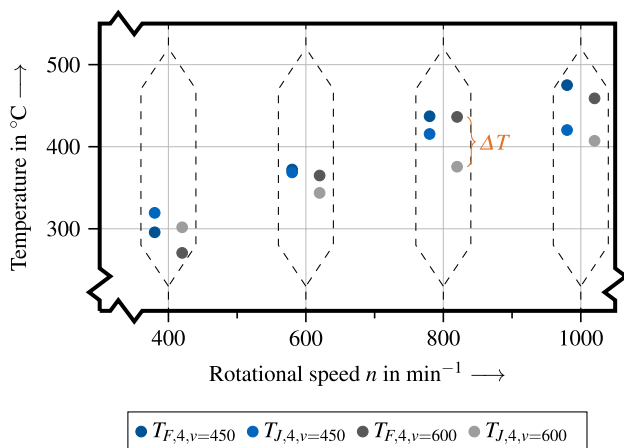 500
400
300
Temperature in °C ⟶
ΔT
400 600 800 1000
Rotational speed n in min⁻¹ ⟶
T_{F,4,v=450} T_{J,4,v=450} T_{F,4,v=600} T_{J,4,v=600}